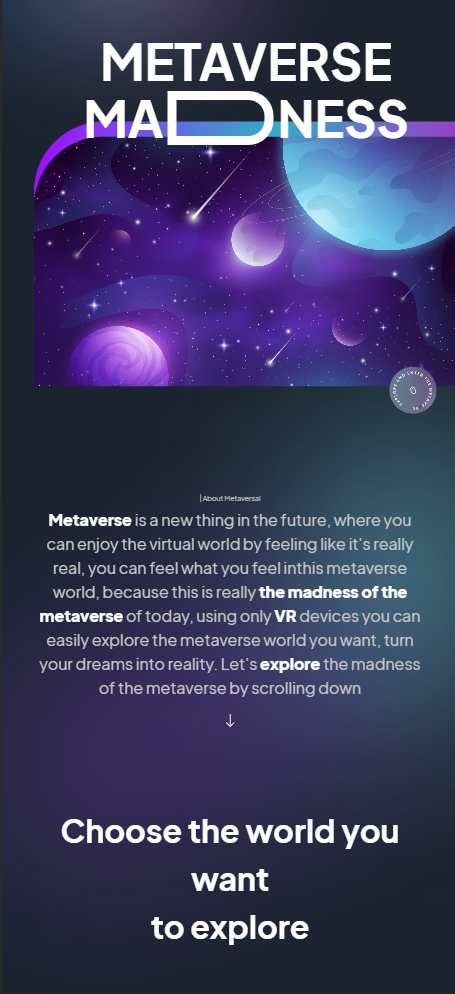 METAVERSE
MADNESS
| About Metaversal
Metaverse is a new thing in the future, where you
can enjoy the virtual world by feeling like it's really
real, you can feel what you feel inthis metaverse
world, because this is really the madness of the
metaverse of today, using only VR devices you can
easily explore the metaverse world you want, turn
your dreams into reality. Let's explore the madness
of the metaverse by scrolling down
↓
Choose the world you
want
to explore